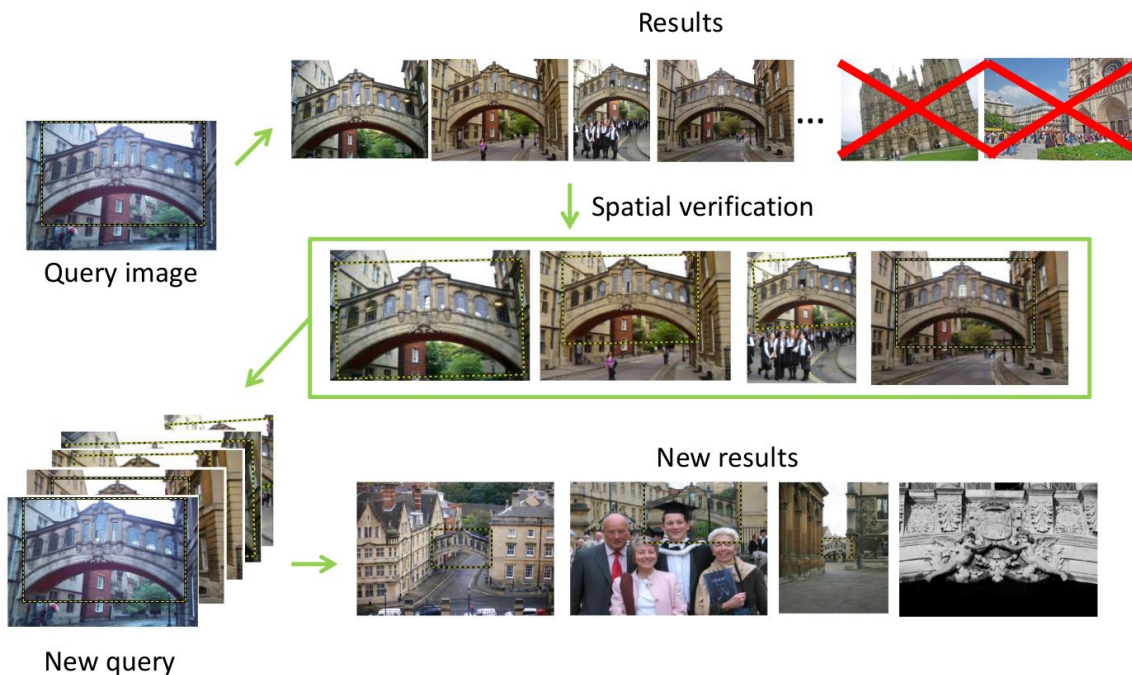 Results
Query image
Spatial verification
New results
New query